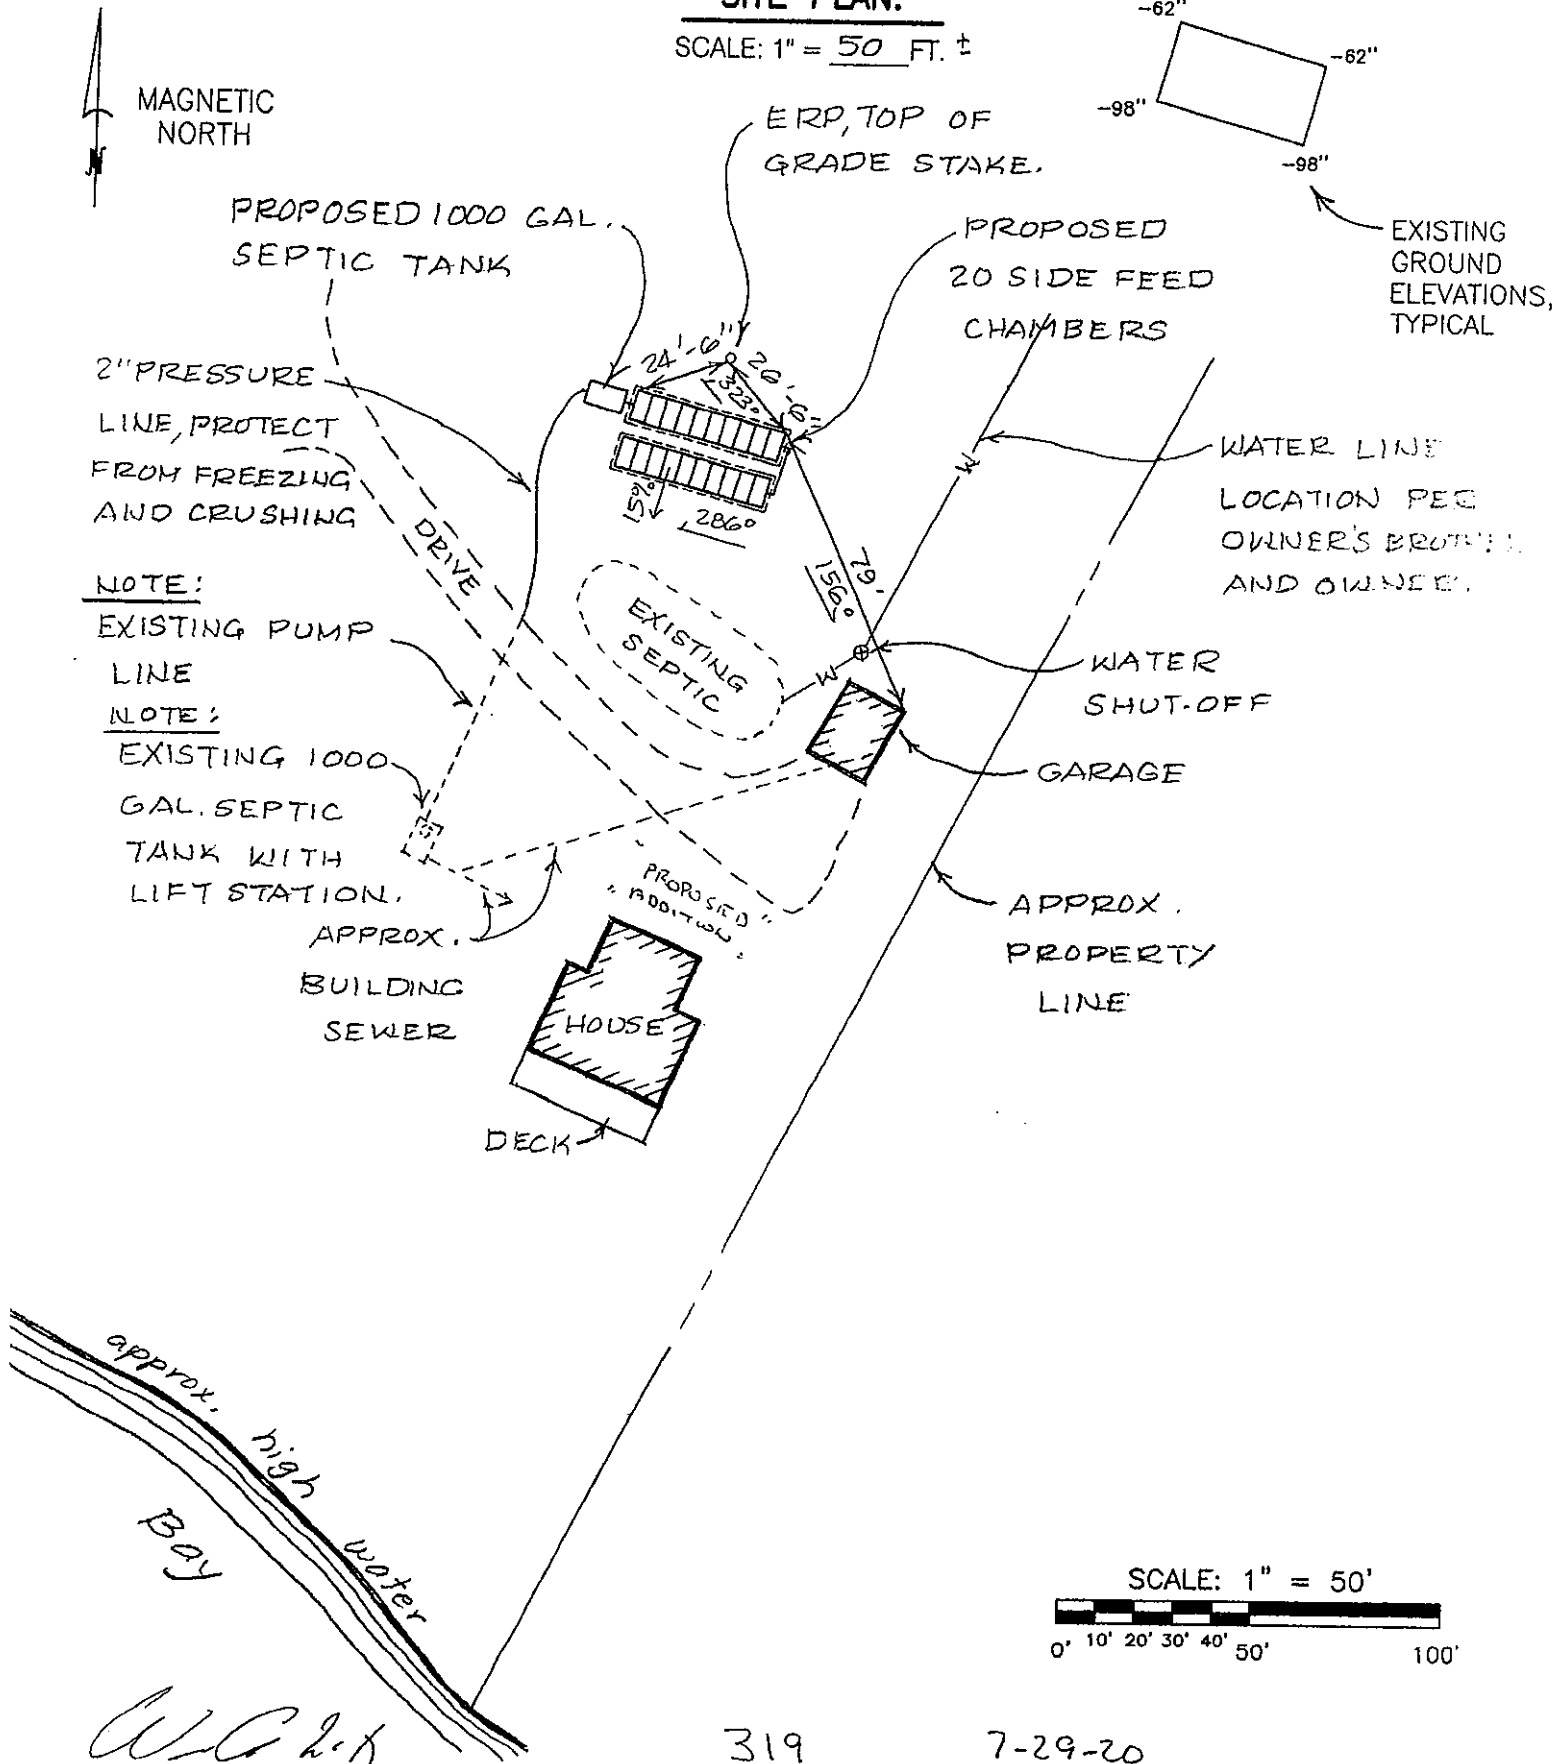 SITE PLAN:
SCALE: 1" = 50 FT. ±
MAGNETIC
NORTH
N
-62"
-62"
-98"
-98"
EXISTING
GROUND
ELEVATIONS,
TYPICAL
ERP, TOP OF
GRADE STAKE.
PROPOSED 1000 GAL.
SEPTIC TANK
PROPOSED
20 SIDE FEED
CHAMBERS
2" PRESSURE
LINE, PROTECT
FROM FREEZING
AND CRUSHING
24'-6"
26'-6"
323°
15%
286°
DRIVE
WATER LINE
LOCATION PER
OWNER'S
AND OWNER.
W
79'
156°
NOTE:
EXISTING PUMP
LINE
EXISTING
SEPTIC
W
WATER
SHUT-OFF
NOTE:
EXISTING 1000
GAL. SEPTIC
TANK WITH
LIFT STATION.
GARAGE
"PROPOSED
ADDITION"
APPROX.
BUILDING
SEWER
APPROX.
PROPERTY
LINE
HOUSE
DECK
approx.
high
water
Bay
SCALE: 1" = 50'
0' 10' 20' 30' 40' 50' 100'
319
7-29-20